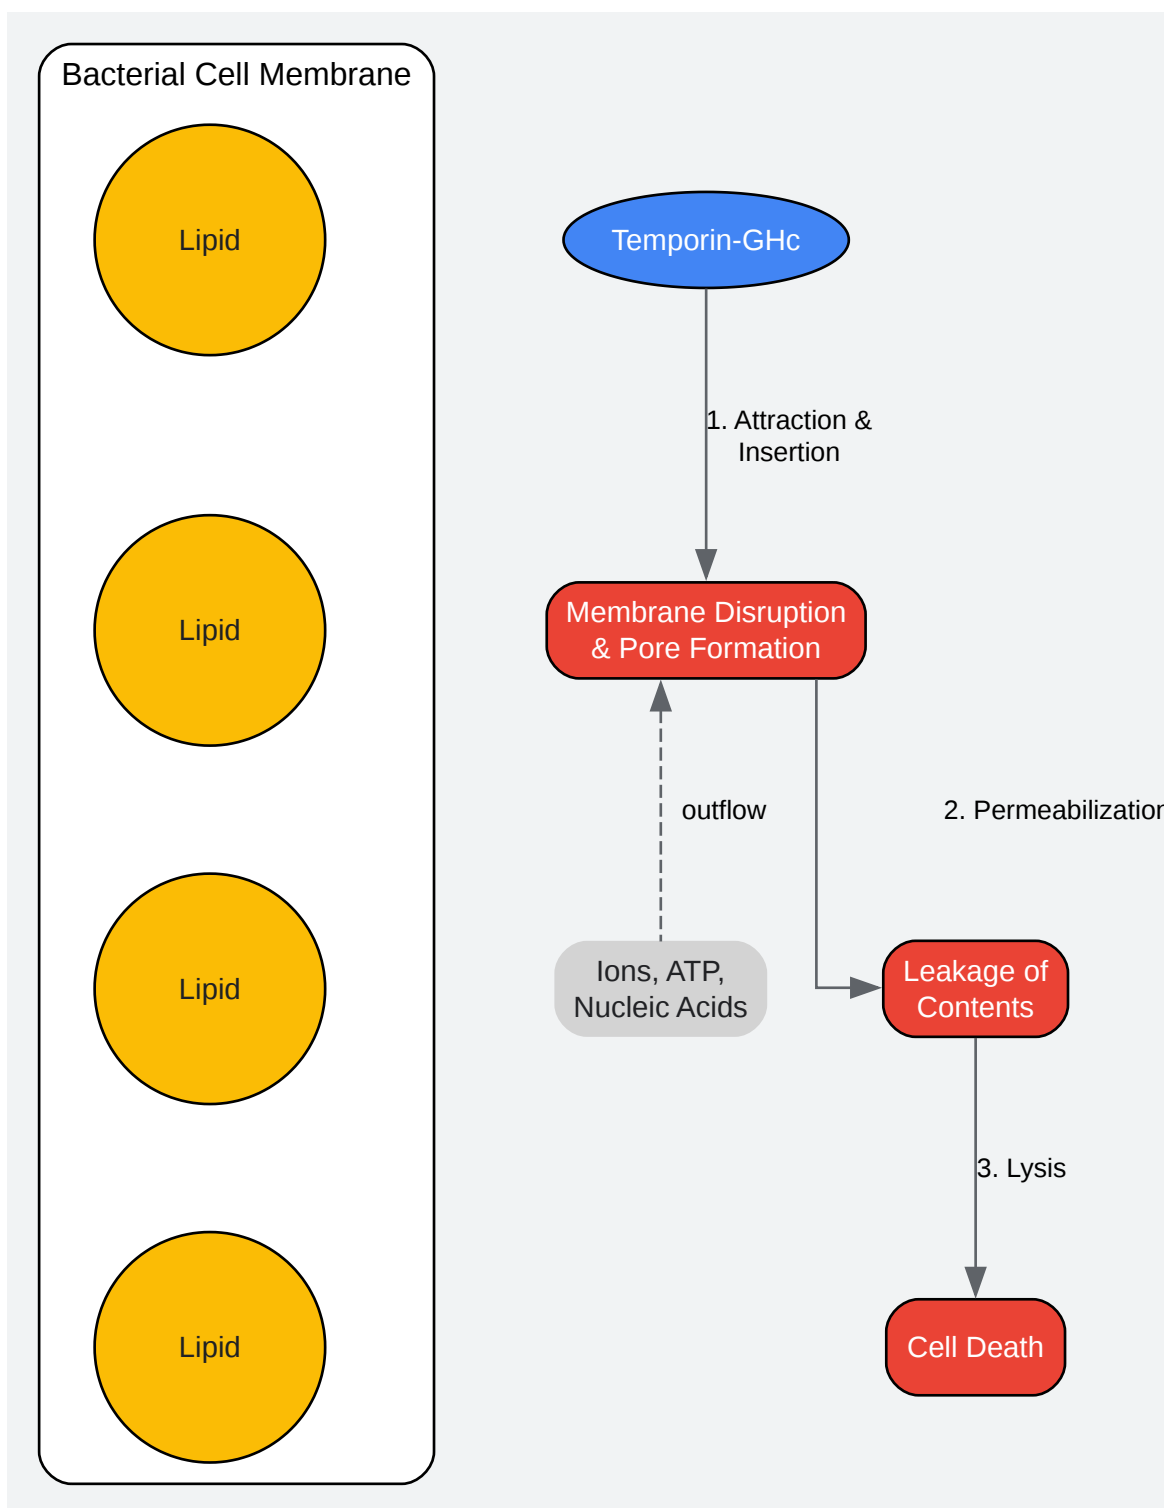 Bacterial Cell Membrane
Lipid
Temporin-GHc
1. Attraction &
Insertion
Lipid
Membrane Disruption
& Pore Formation
outflow
2. Permeabilization
Lipid
Ions, ATP,
Nucleic Acids
Leakage of
Contents
3. Lysis
Lipid
Cell Death